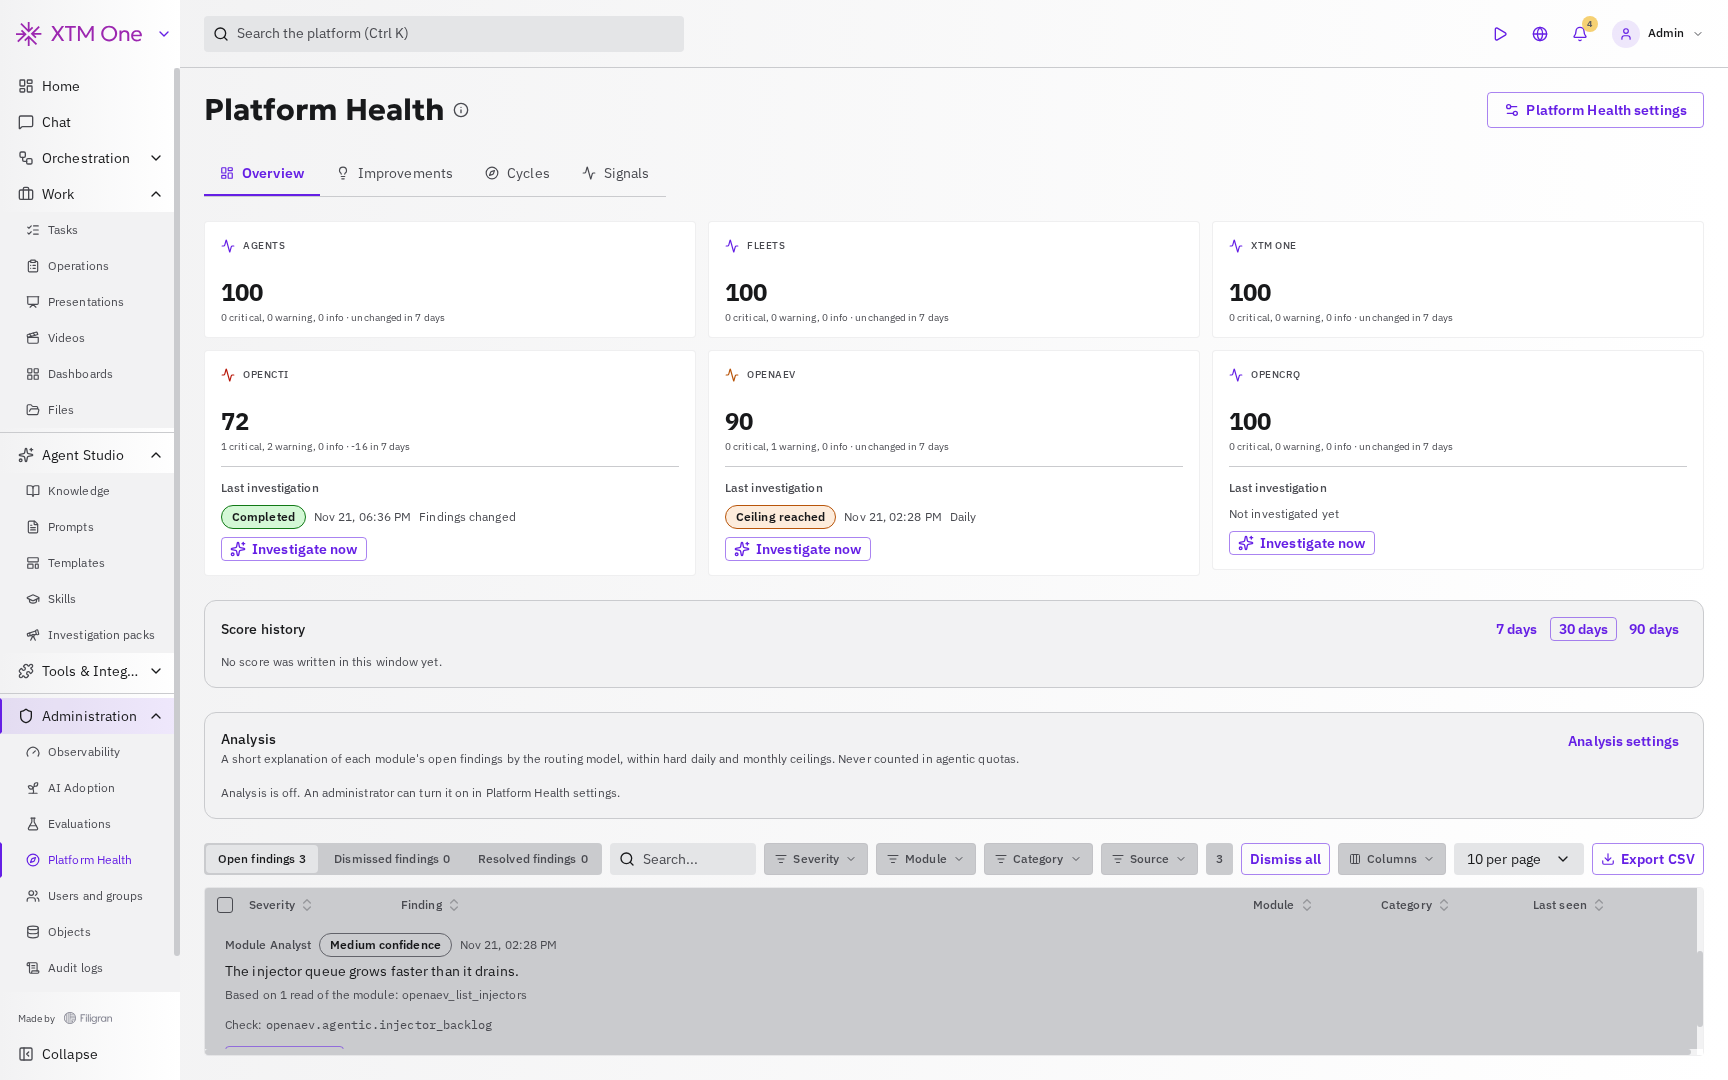 XTM One
Search the platform (Ctrl K)
4
Admin
Home
Chat
Orchestration
Work
Tasks
Operations
Presentations
Videos
Dashboards
Files
Agent Studio
Knowledge
Prompts
Templates
Skills
Investigation packs
Tools & Integ...
Administration
Observability
AI Adoption
Evaluations
Platform Health
Users and groups
Objects
Audit logs
Made by Filigran
Collapse
Platform Health
Platform Health settings
Overview Improvements Cycles Signals
AGENTS
100
0 critical, 0 warning, 0 info · unchanged in 7 days
FLEETS
100
0 critical, 0 warning, 0 info · unchanged in 7 days
XTM ONE
100
0 critical, 0 warning, 0 info · unchanged in 7 days
OPENCTI
72
1 critical, 2 warning, 0 info · -16 in 7 days
Last investigation
Completed Nov 21, 06:36 PM Findings changed
Investigate now
OPENAEV
90
0 critical, 1 warning, 0 info · unchanged in 7 days
Last investigation
Ceiling reached Nov 21, 02:28 PM Daily
Investigate now
OPENCRQ
100
0 critical, 0 warning, 0 info · unchanged in 7 days
Last investigation
Not investigated yet
Investigate now
Score history
7 days 30 days 90 days
No score was written in this window yet.
Analysis
Analysis settings
A short explanation of each module's open findings by the routing model, within hard daily and monthly ceilings. Never counted in agentic quotas.
Analysis is off. An administrator can turn it on in Platform Health settings.
Open findings 3 Dismissed findings 0 Resolved findings 0 Search... Severity Module Category Source 3 Dismiss all Columns 10 per page Export CSV
Severity Finding Module Category Last seen
Module Analyst Medium confidence Nov 21, 02:28 PM
The injector queue grows faster than it drains.
Based on 1 read of the module: openaev_list_injectors
Check: openaev.agentic.injector_backlog